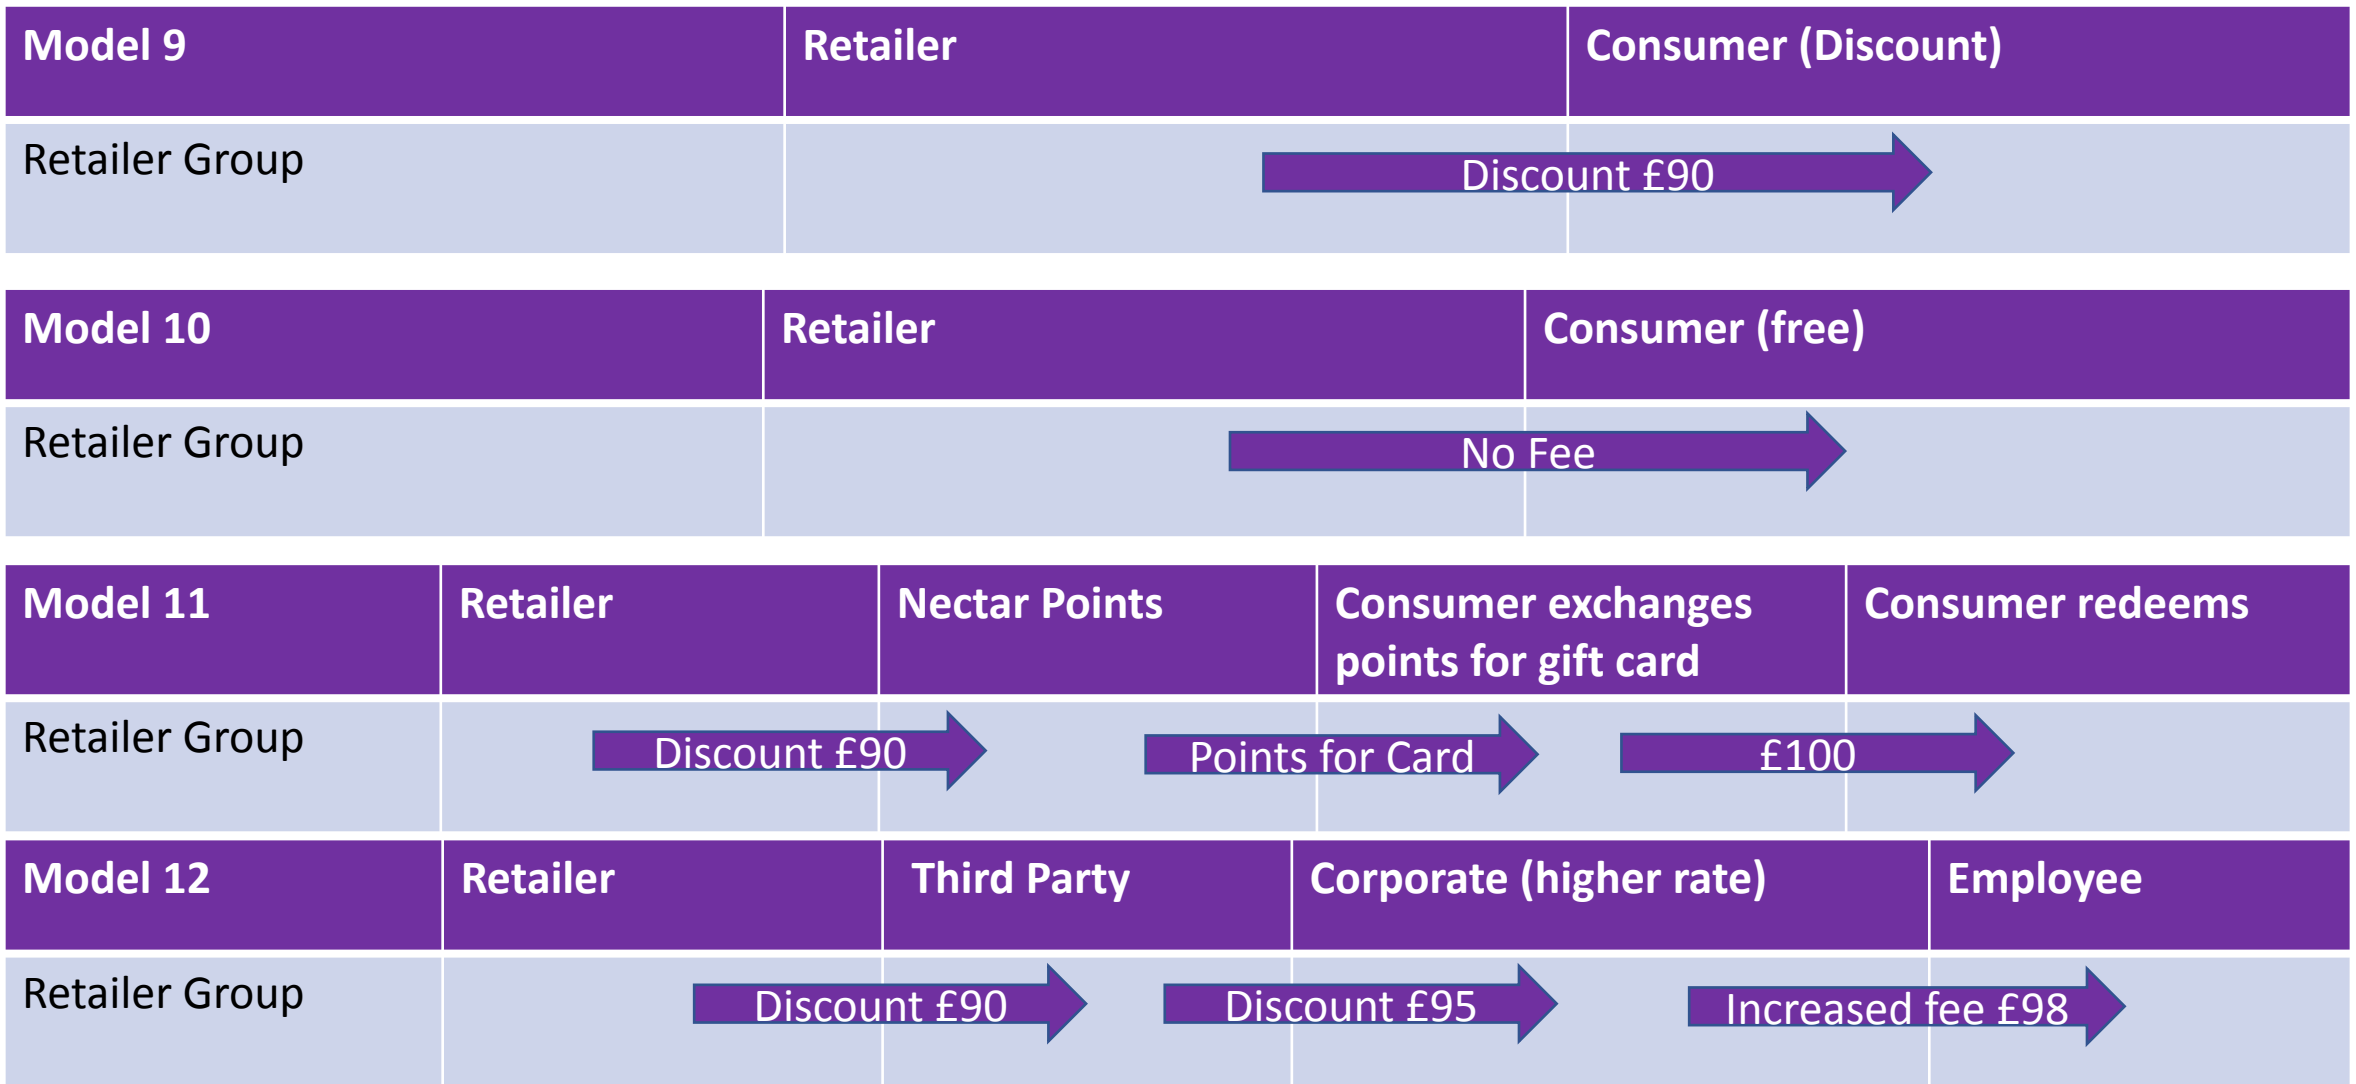 Model 9
Retailer
Consumer (Discount)
Retailer Group
Discount £90
Model 10
Retailer
Consumer (free)
Retailer Group
No Fee
Model 11
Retailer
Nectar Points
Consumer exchanges
points for gift card
Consumer redeems
Retailer Group
Discount £90
Points for Card
£100
Model 12
Retailer
Third Party
Corporate (higher rate)
Employee
Retailer Group
Discount £90
Discount £95
Increased fee £98